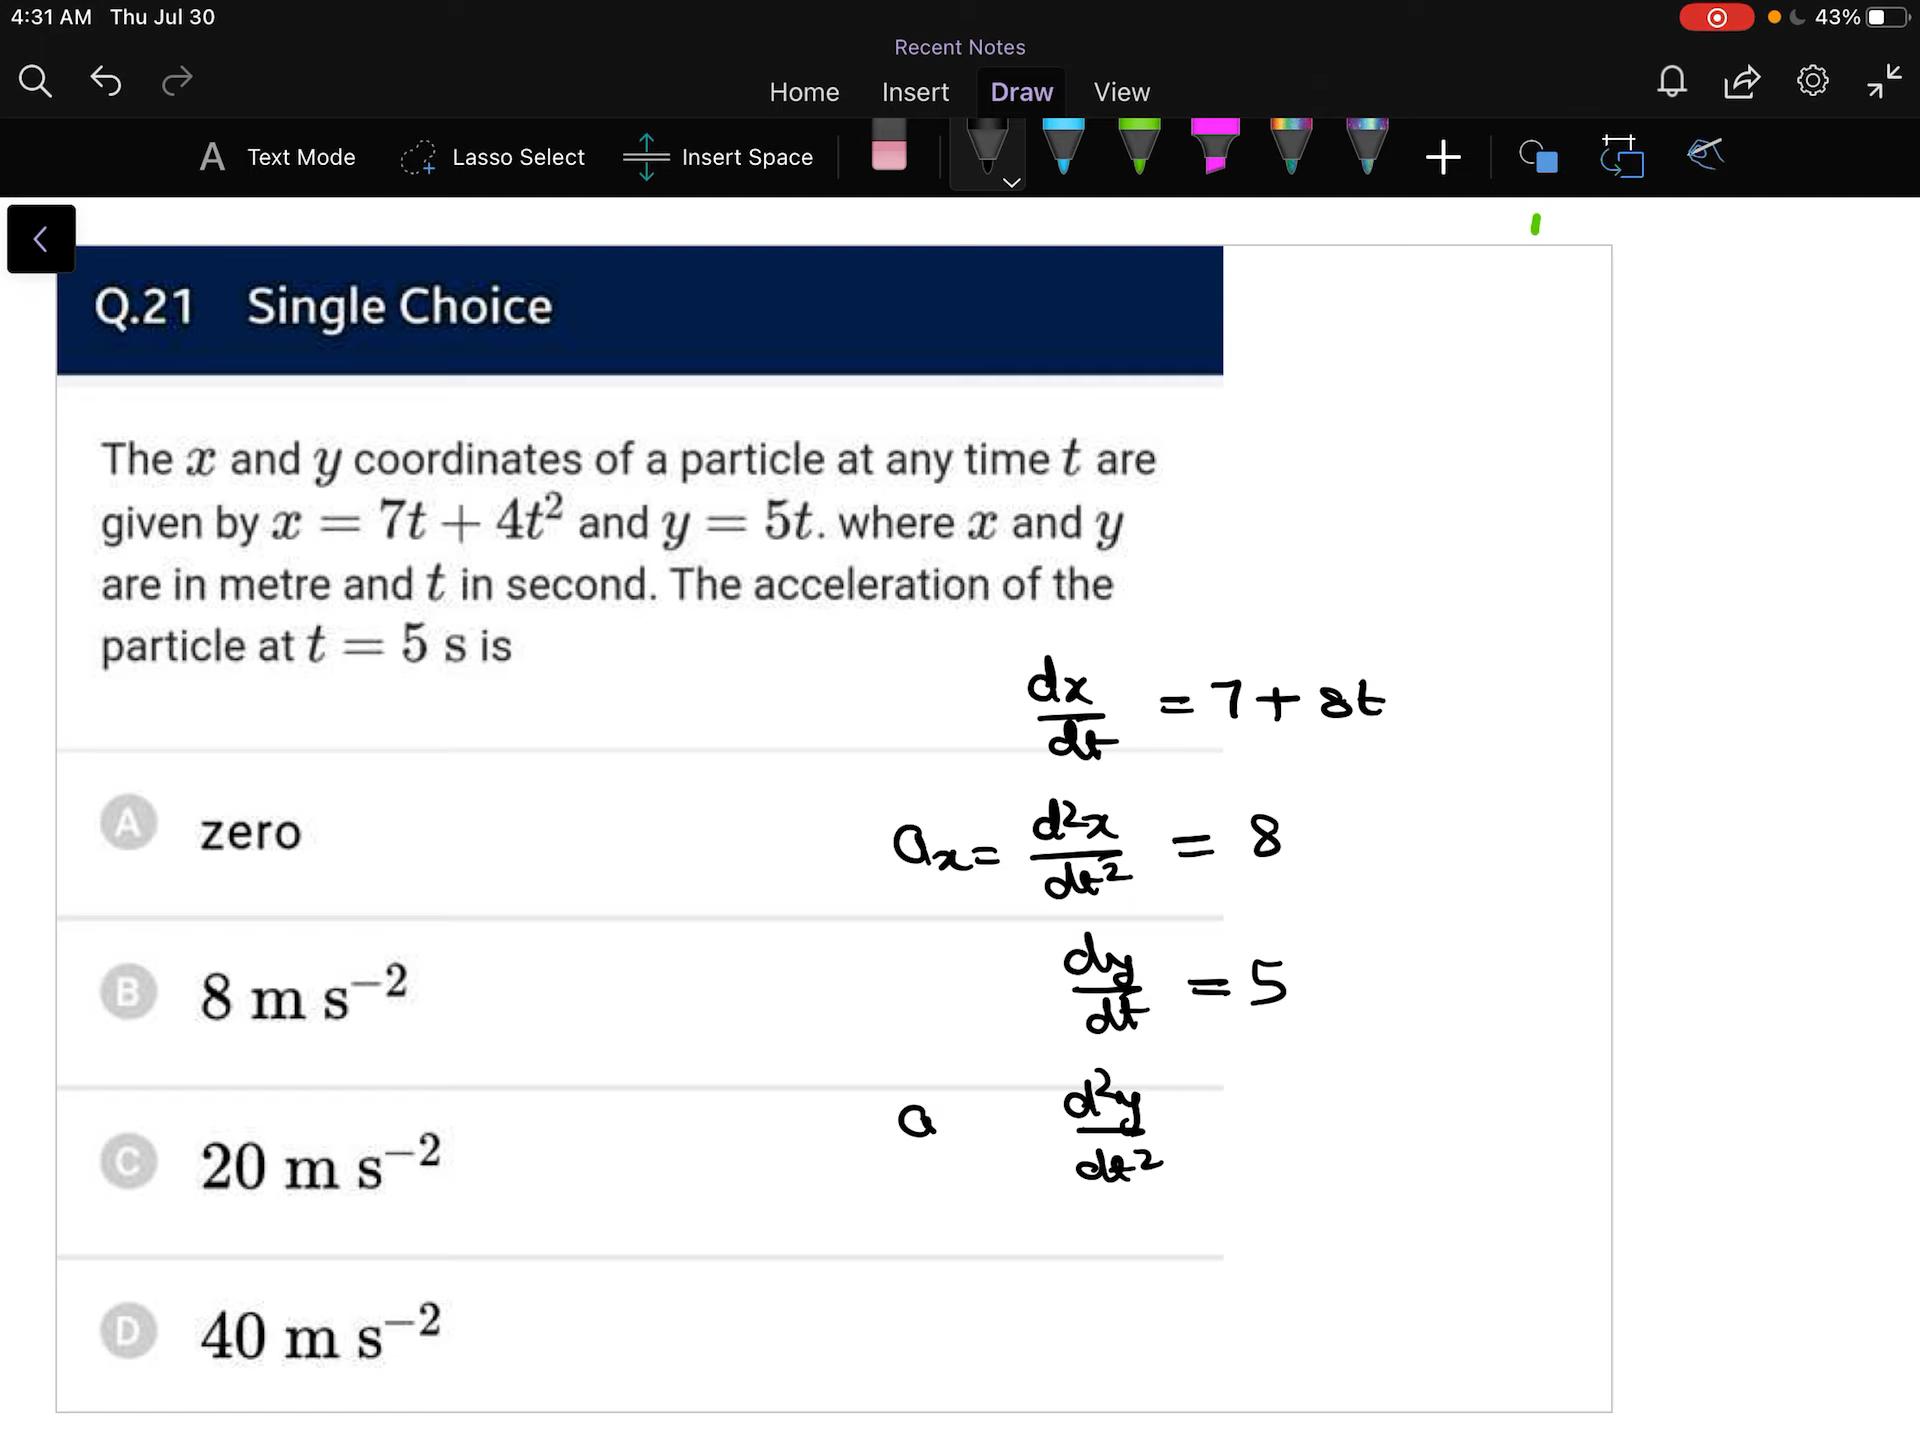 4:31 AM Thu Jul 30
43%
Recent Notes
Home Insert Draw View
Text Mode Lasso Select Insert Space
Q.21 Single Choice
The x and y coordinates of a particle at any time t are
given by x = 7t + 4t² and y = 5t. where x and y
are in metre and t in second. The acceleration of the
particle at t = 5 s is
dx/dt = 7 + 8t
A zero
aₓ = d²x/dt² = 8
B 8 m s⁻²
dy/dt = 5
C 20 m s⁻²
a d²y/dt²
D 40 m s⁻²